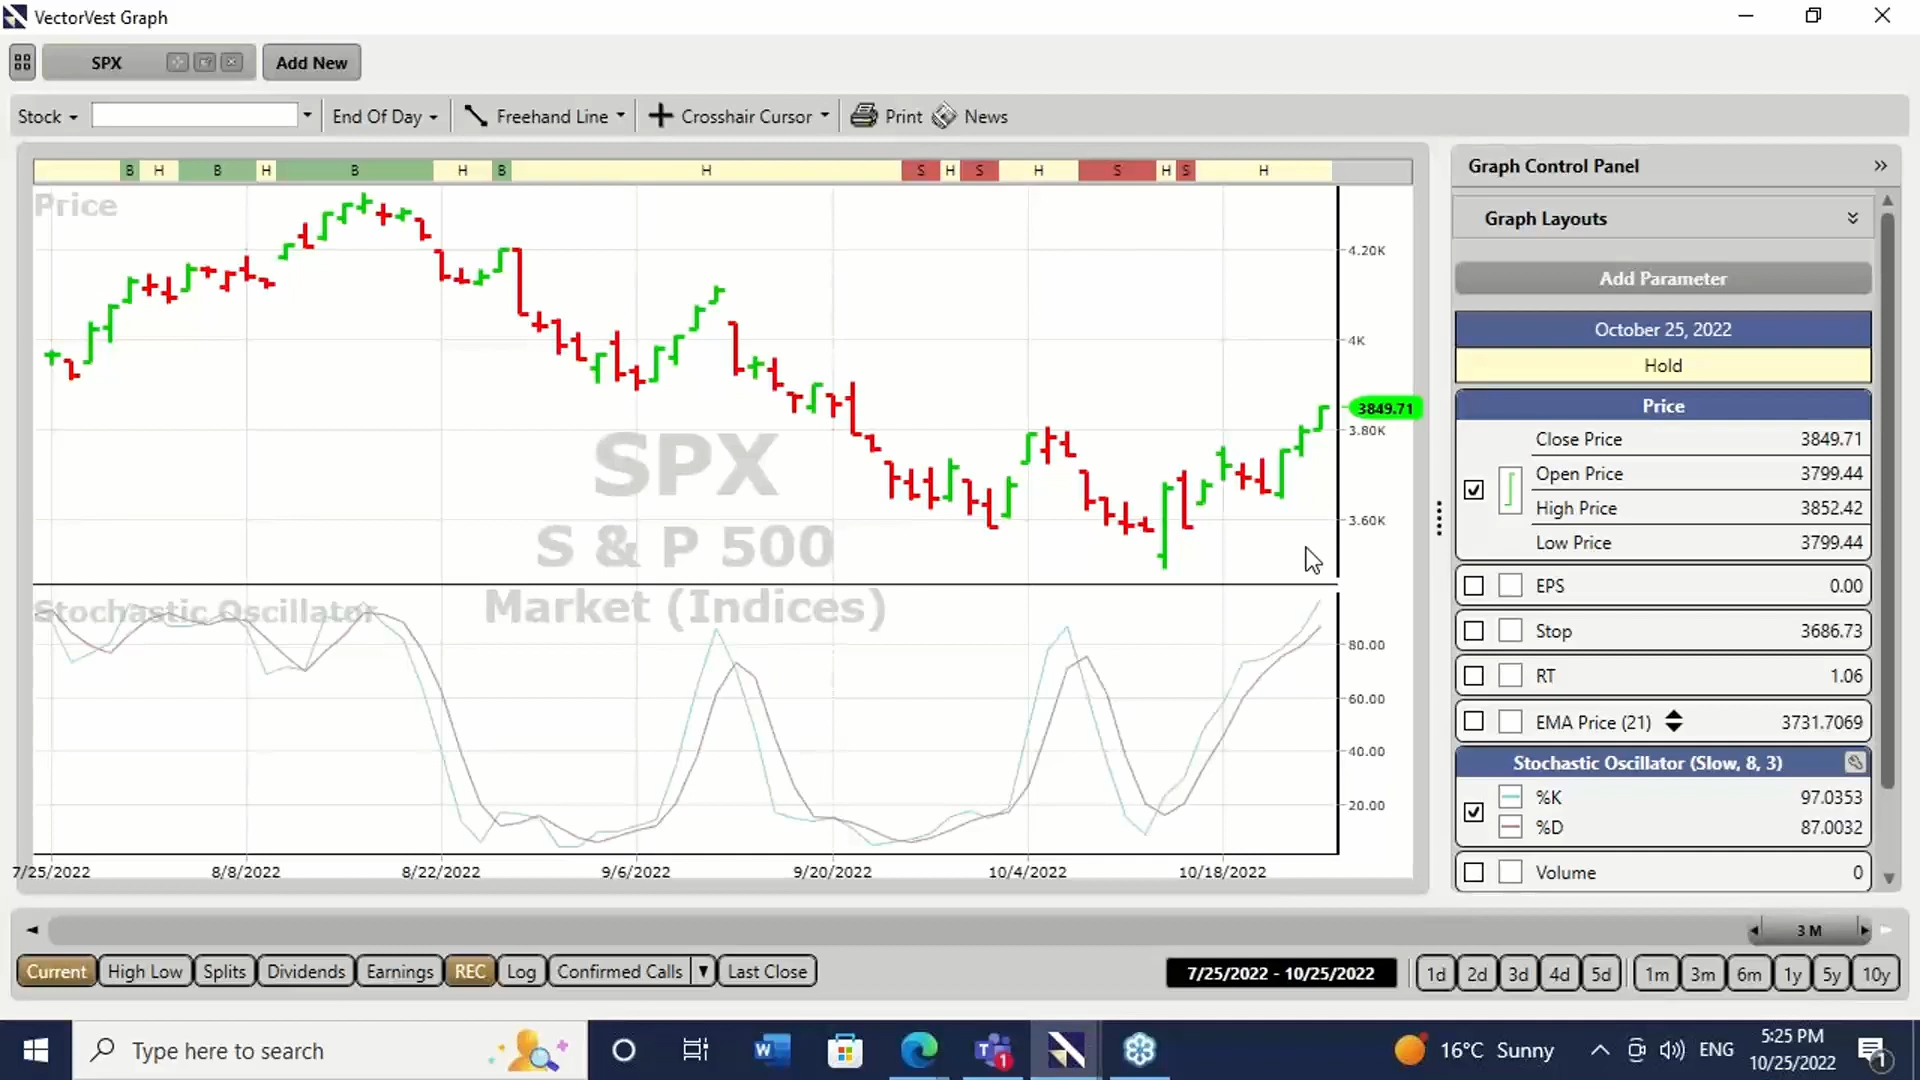 VectorVest Graph
SPX
Add New
Stock
End Of Day
Freehand Line
Crosshair Cursor
Print
News
B H B H B H B H S H S H S H S H
Price
4.20K
4K
3849.71
3.80K
3.60K
SPX
S & P 500
Market (Indices)
Stochastic Oscillator
80.00
60.00
40.00
20.00
7/25/2022 8/8/2022 8/22/2022 9/6/2022 9/20/2022 10/4/2022 10/18/2022
Graph Control Panel
Graph Layouts
Add Parameter
October 25, 2022
Hold
Price
Close Price 3849.71
Open Price 3799.44
High Price 3852.42
Low Price 3799.44
EPS 0.00
Stop 3686.73
RT 1.06
EMA Price (21) 3731.7069
Stochastic Oscillator (Slow, 8, 3)
%K 97.0353
%D 87.0032
Volume 0
3 M
Current High Low Splits Dividends Earnings REC Log Confirmed Calls Last Close
7/25/2022 - 10/25/2022
1d 2d 3d 4d 5d 1m 3m 6m 1y 5y 10y
Type here to search
W
1
16°C Sunny
ENG
5:25 PM
10/25/2022
1